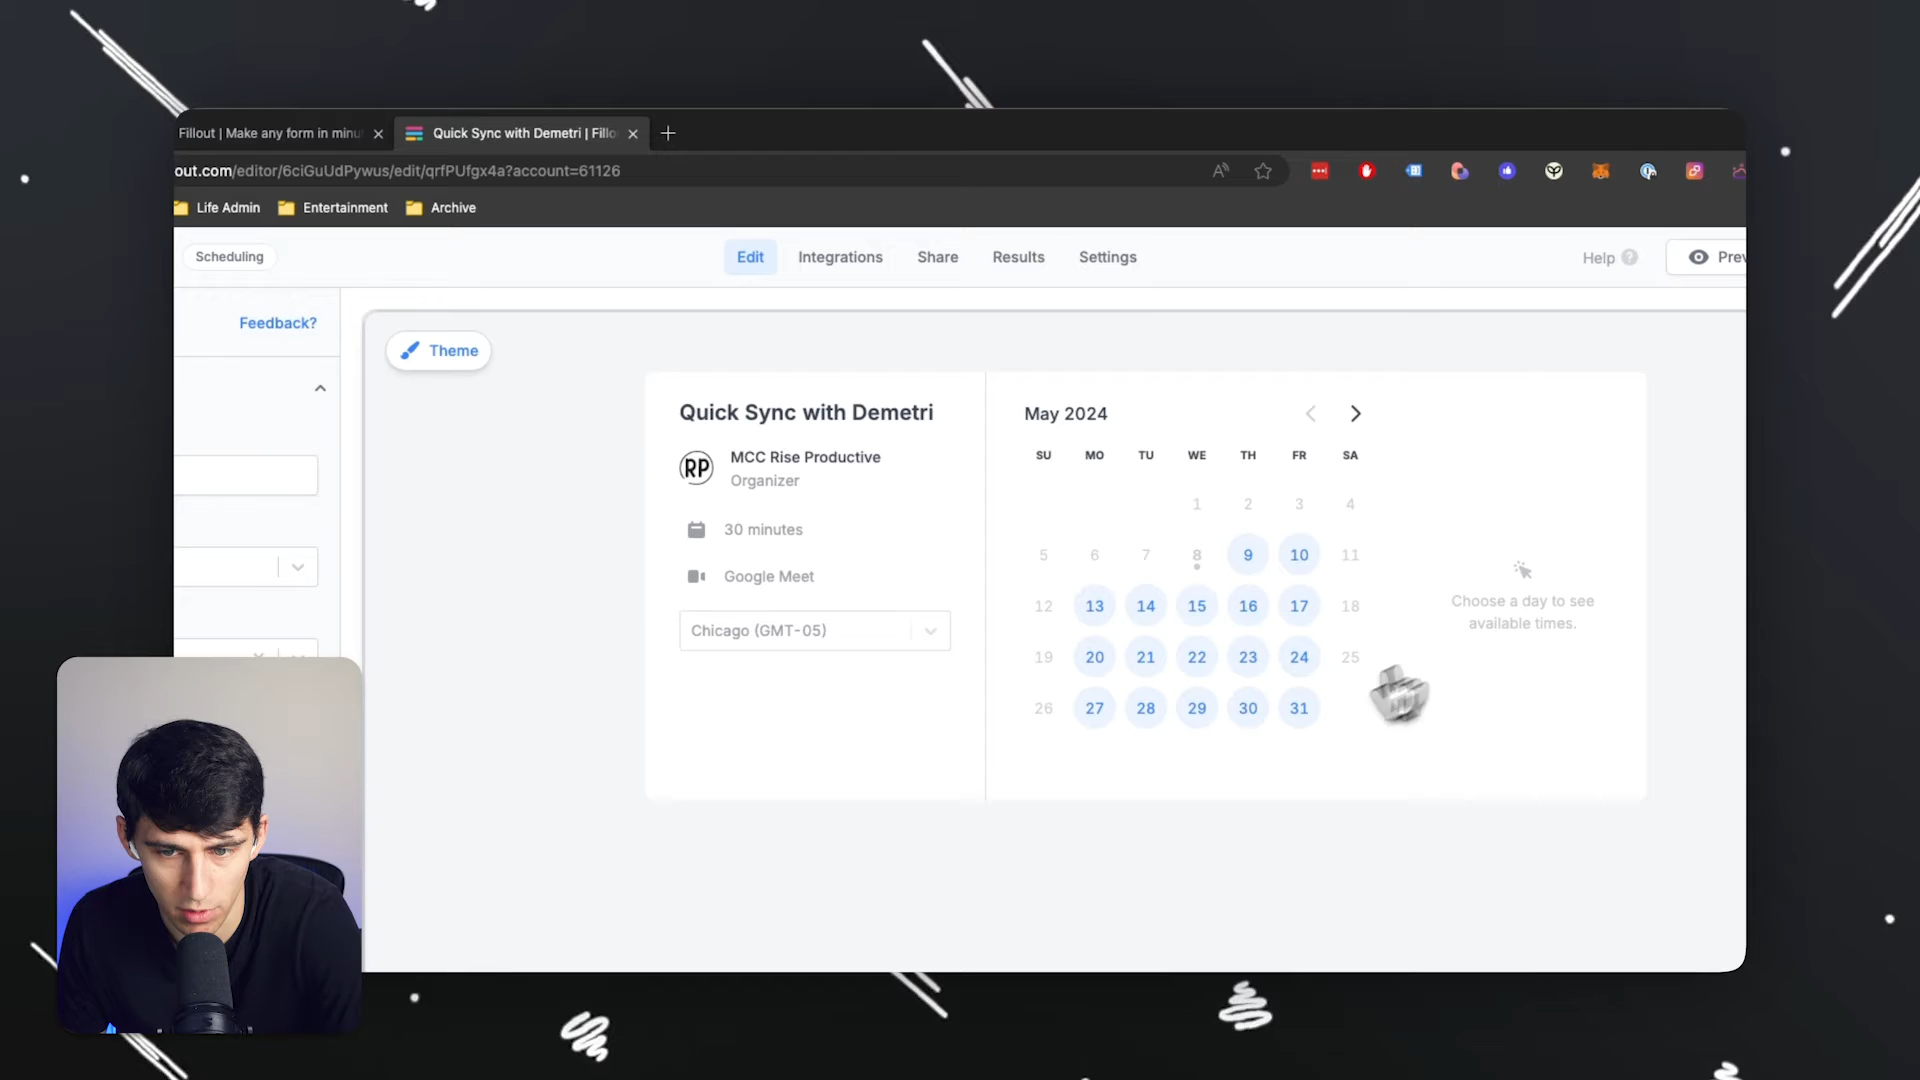 Fillout | Make any form in minu
Quick Sync with Demetri | Fillo
out.com/editor/6ciGuUdPywus/edit/qrfPUfgx4a?account=61126
Life Admin
Entertainment
Archive
Scheduling
Edit
Integrations
Share
Results
Settings
Help
Prev
Feedback?
Theme
Quick Sync with Demetri
RP
MCC Rise Productive
Organizer
30 minutes
Google Meet
Chicago (GMT-05)
May 2024
SU MO TU WE TH FR SA
1 2 3 4
5 6 7 8 9 10 11
12 13 14 15 16 17 18
19 20 21 22 23 24 25
26 27 28 29 30 31
Choose a day to see
available times.